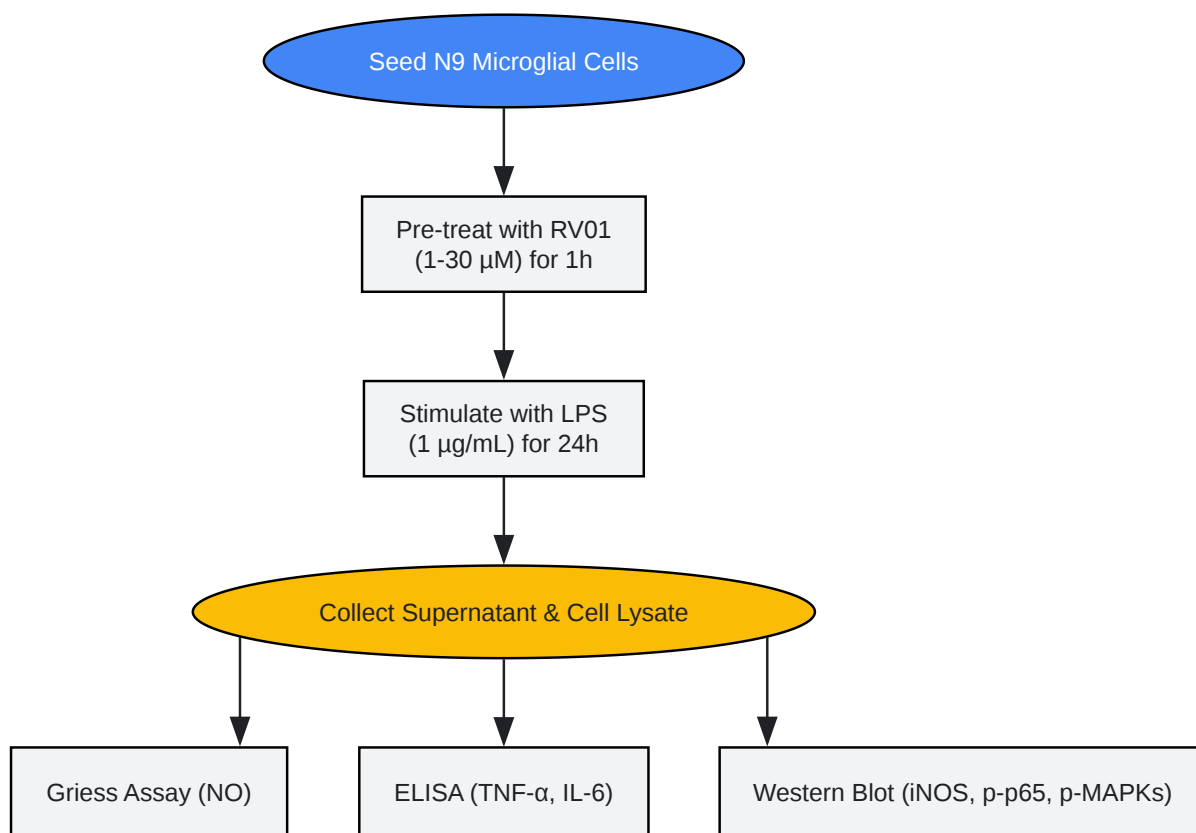 Seed N9 Microglial Cells
Pre-treat with RV01
(1-30 µM) for 1h
Stimulate with LPS
(1 µg/mL) for 24h
Collect Supernatant & Cell Lysate
Griess Assay (NO)
ELISA (TNF-α, IL-6)
Western Blot (iNOS, p-p65, p-MAPKs)